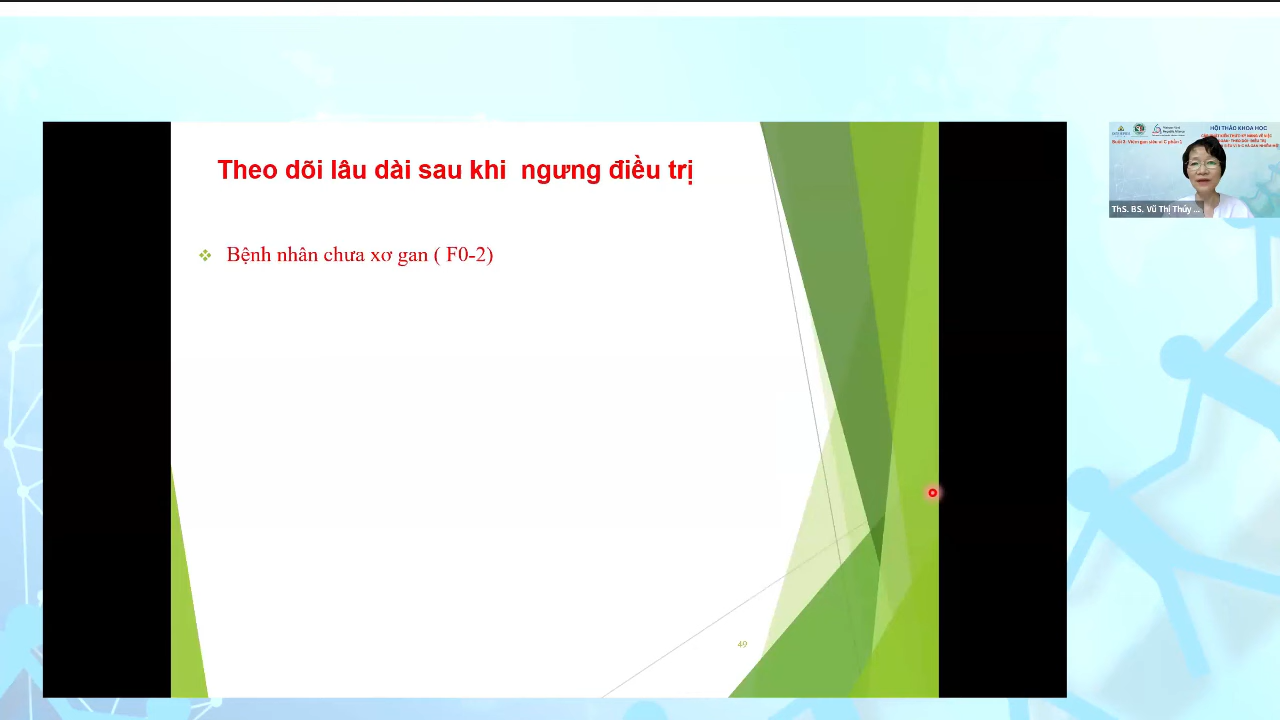 Theo dõi lâu dài sau khi ngưng điều trị
❖ Bệnh nhân chưa xơ gan ( F0-2)
49
HỘI THẢO KHOA HỌC
ThS. BS. Vũ Thị Thúy ...